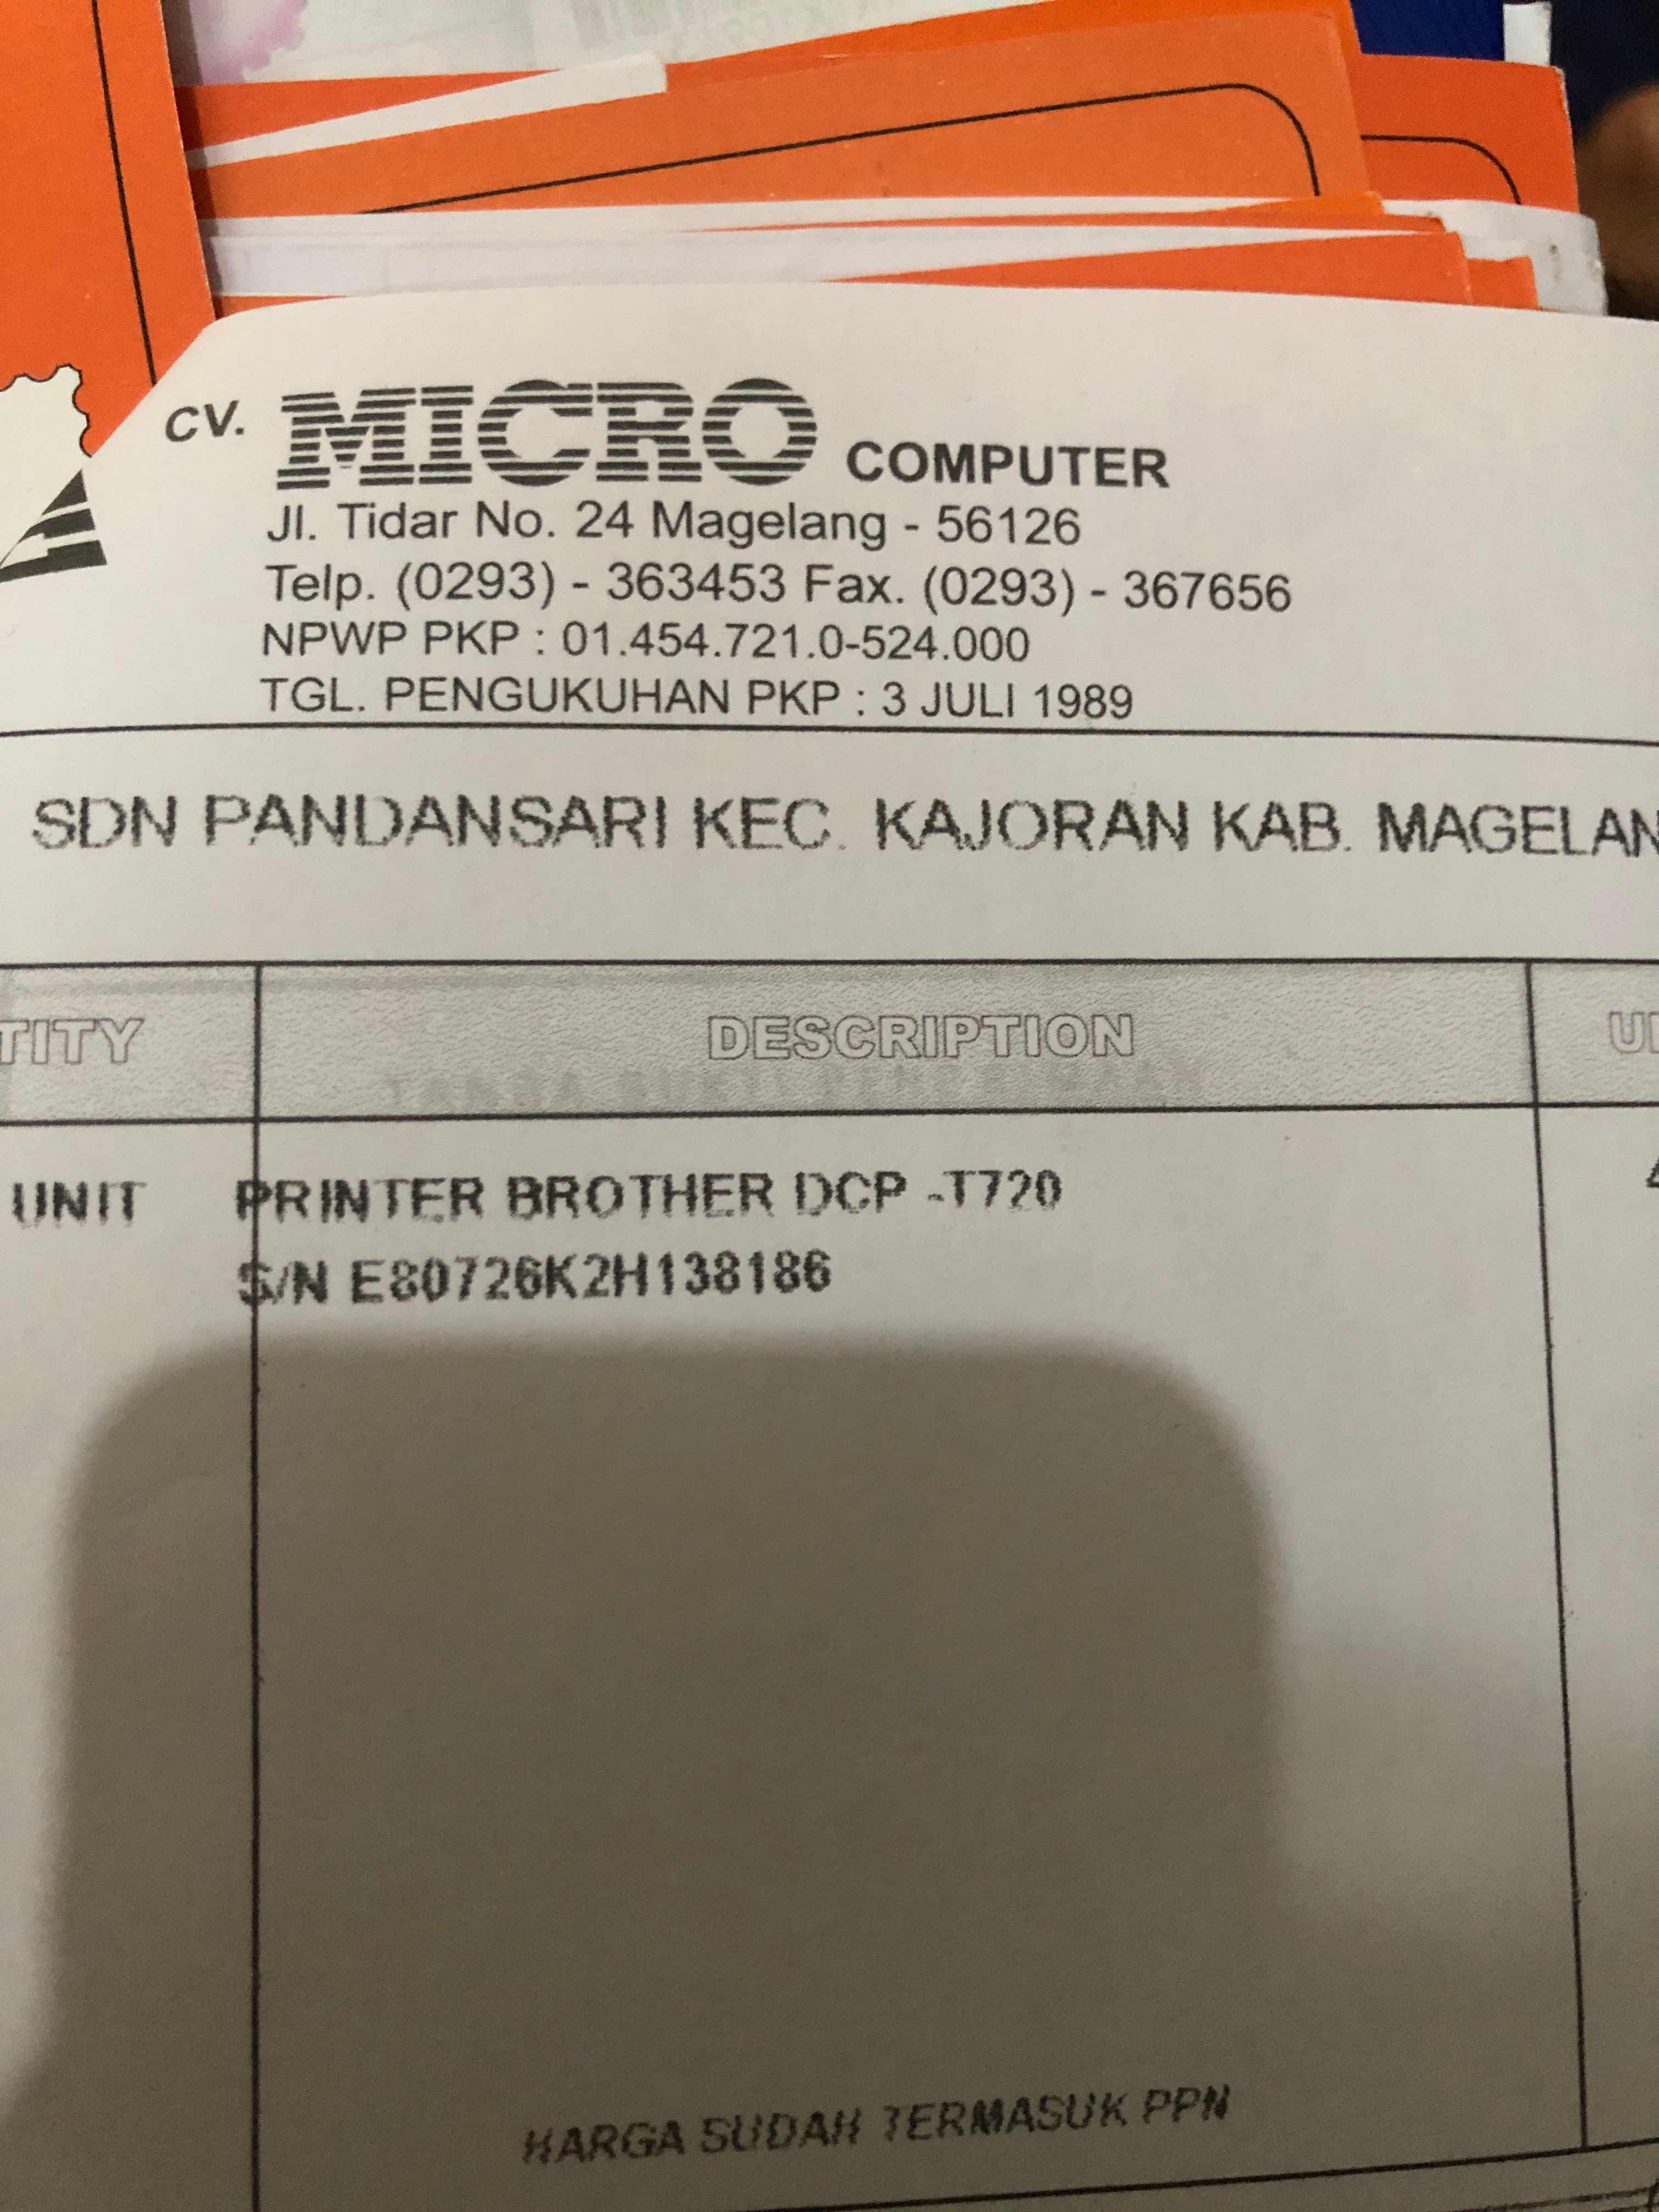 CV. MICRO COMPUTER
Jl. Tidar No. 24 Magelang - 56126
Telp. (0293) - 363453 Fax. (0293) - 367656
NPWP PKP : 01.454.721.0-524.000
TGL. PENGUKUHAN PKP : 3 JULI 1989
SDN PANDANSARI KEC. KAJORAN KAB. MAGELAN
TITY DESCRIPTION
UNIT PRINTER BROTHER DCP -T720
S/N E80726K2H138186
HARGA SUDAH TERMASUK PPN